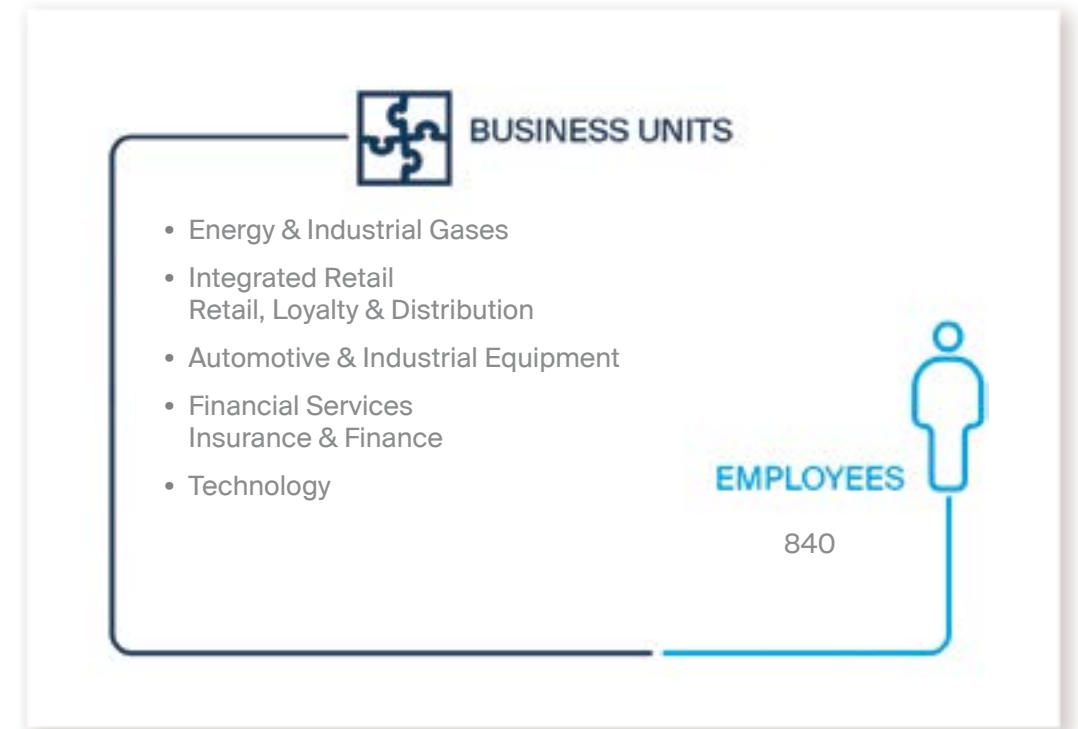 BUSINESS UNITS
• Energy & Industrial Gases
• Integrated Retail
Retail, Loyalty & Distribution
• Automotive & Industrial Equipment
• Financial Services
Insurance & Finance
• Technology
EMPLOYEES
840